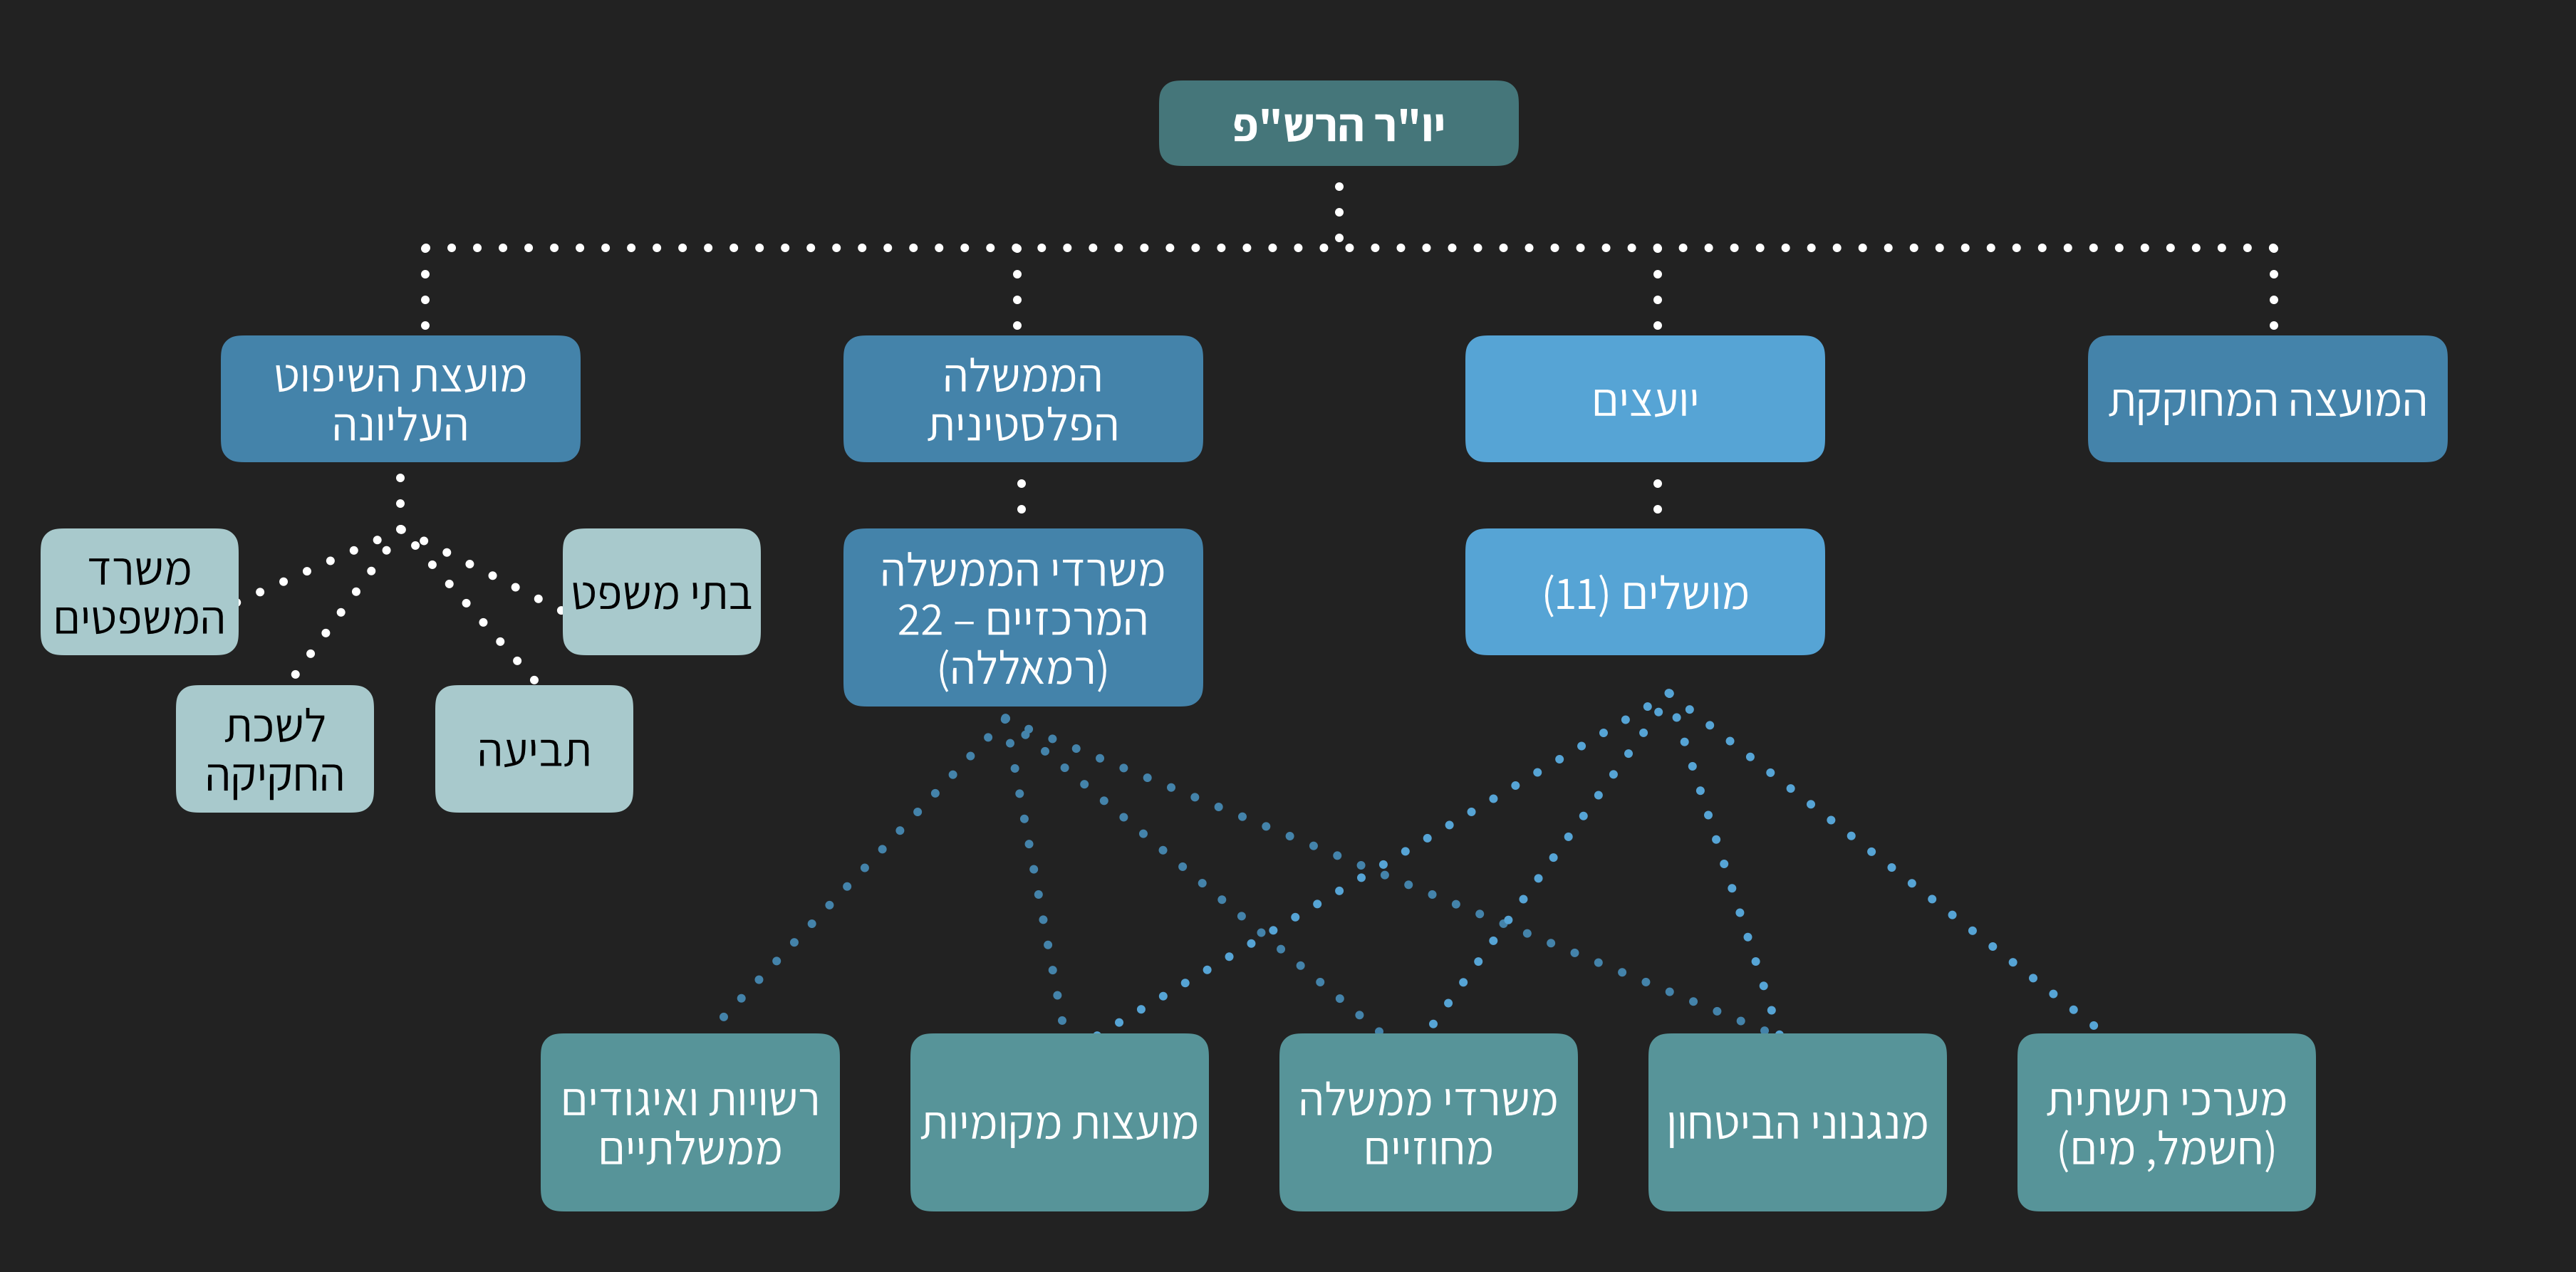 יו"ר הרש"פ
המועצה המחוקקת
יועצים
הממשלה
הפלסטינית
מועצת השיפוט
העליונה
מושלים (11)
משרדי הממשלה
המרכזיים – 22
(רמאללה)
בתי משפט
משרד
המשפטים
תביעה
לשכת
החקיקה
מערכי תשתית
(חשמל, מים)
מנגנוני הביטחון
משרדי ממשלה
מחוזיים
מועצות מקומיות
רשויות ואיגודים
ממשלתיים